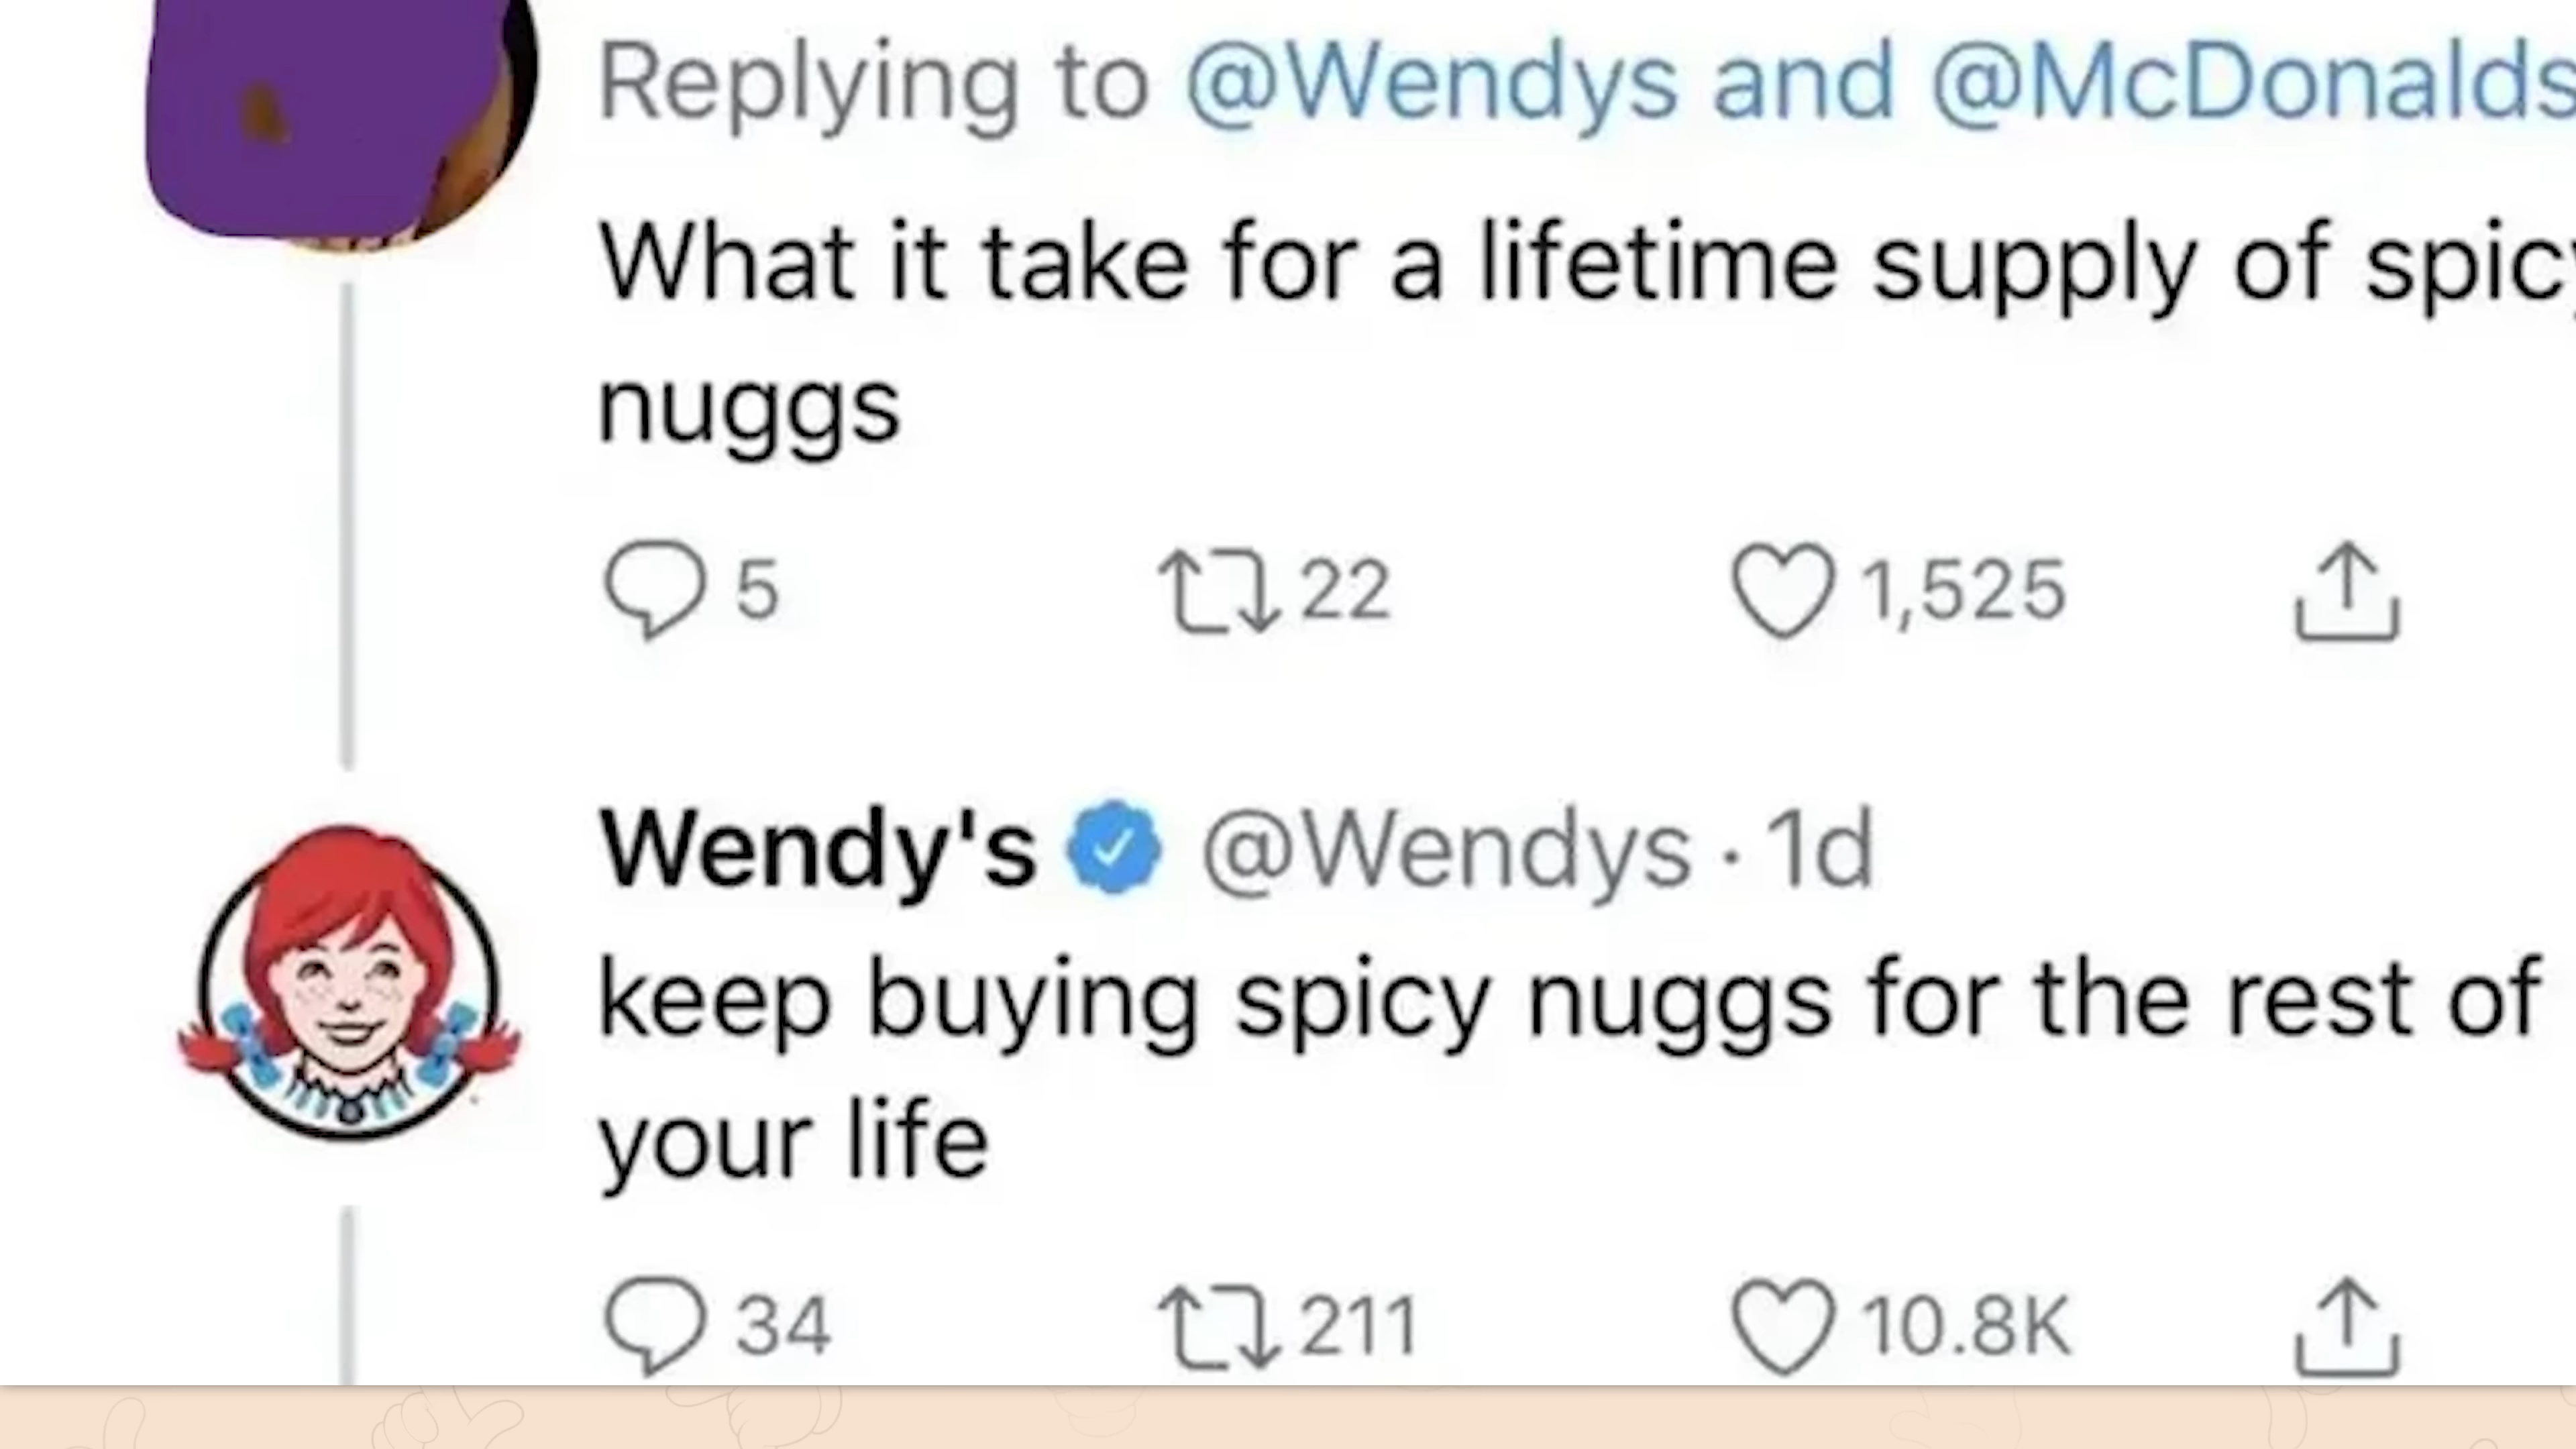 Replying to @Wendys and @McDonalds
What it take for a lifetime supply of spicy
nuggs
5 22 1,525
Wendy's @Wendys · 1d
keep buying spicy nuggs for the rest of
your life
34 211 10.8K